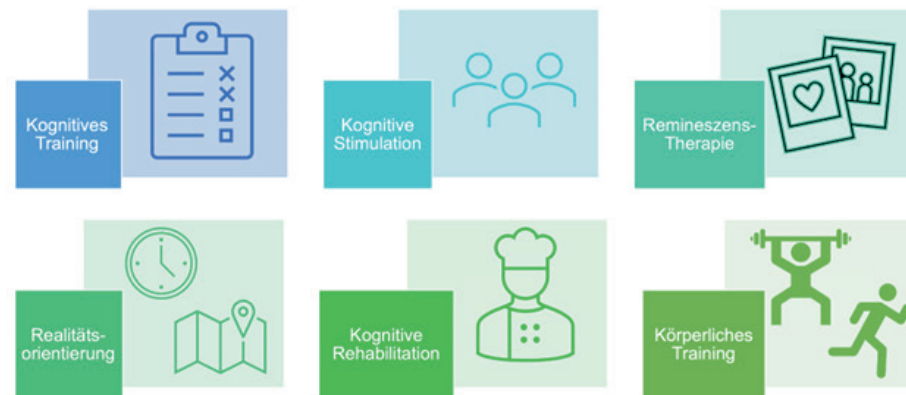 Kognitives
Training
Kognitive
Stimulation
Remineszens-
Therapie
Realitäts-
orientierung
Kognitive
Rehabilitation
Körperliches
Training